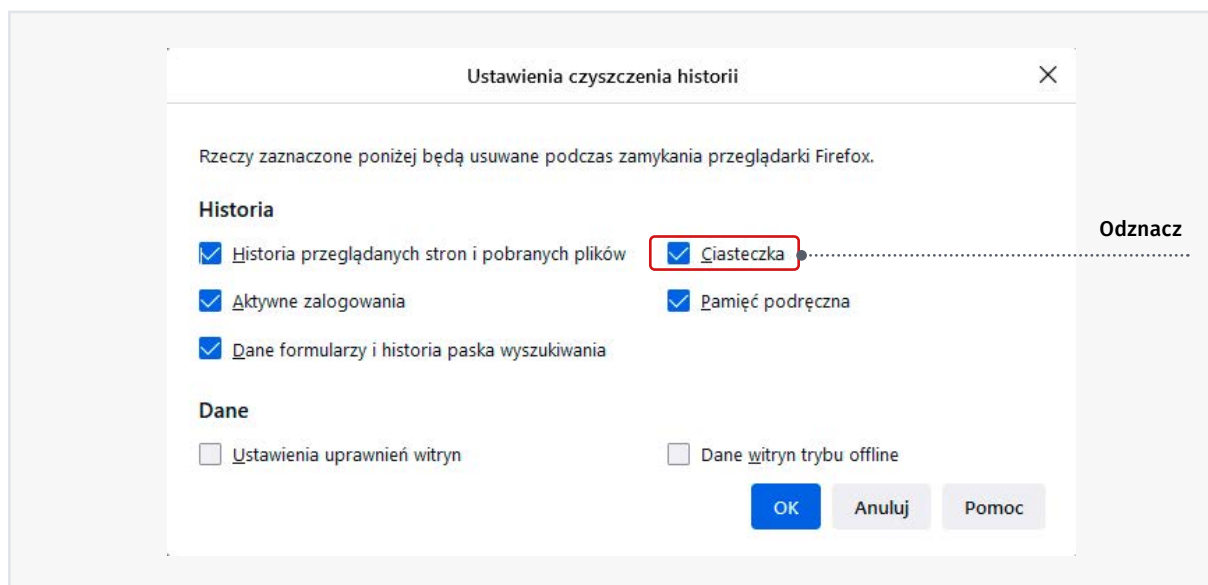 Ustawienia czyszczenia historii
Rzeczy zaznaczone poniżej będą usuwane podczas zamykania przeglądarki Firefox.
Historia
Historia przeglądanych stron i pobranych plików
Ciasteczka
Odznacz
Aktywne zalogowania
Pamięć podręczna
Dane formularzy i historia paska wyszukiwania
Dane
Ustawienia uprawnień witryn
Dane witryn trybu offline
OK
Anuluj
Pomoc